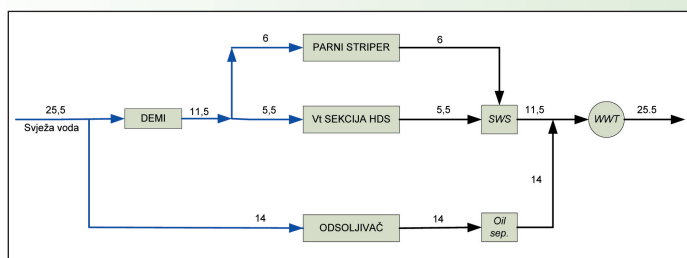 6
PARNI STRIPER
6
25,5
Svježa voda
DEMI
11,5
5,5
Vt SEKCIJA HDS
5,5
SWS
11,5
WWT
25.5
14
14
ODSOLJIVAČ
14
Oil
sep.